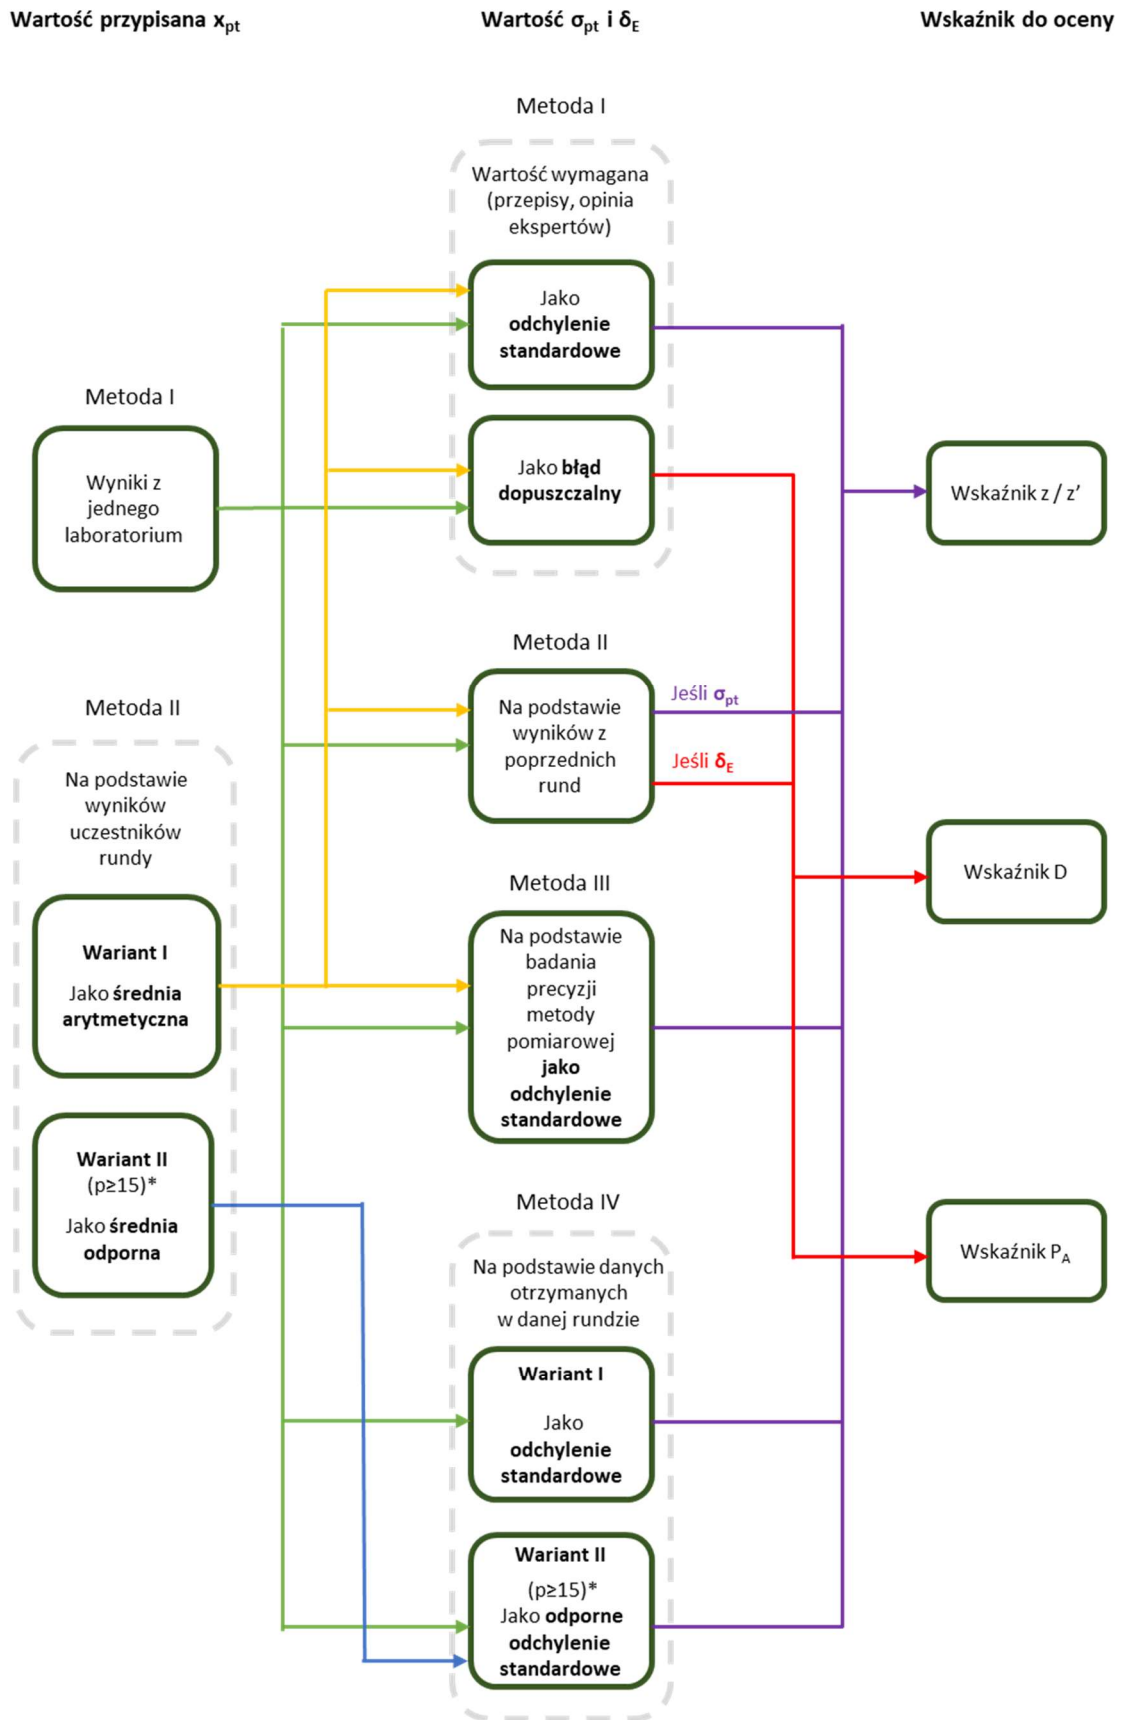 Wartość przypisana xpt
Wartość σpt i δE
Wskaźnik do oceny
Metoda I
Wyniki z
jednego
laboratorium
Metoda II
Na podstawie
wyników
uczestników
rundy
Wariant I
Jako średnia
arytmetyczna
Wariant II
(p≥15)*
Jako średnia
odporna
Metoda I
Wartość wymagana
(przepisy, opinia
ekspertów)
Jako
odchylenie
standardowe
Jako błąd
dopuszczalny
Metoda II
Na podstawie
wyników z
poprzednich
rund
Jeśli σpt
Jeśli δE
Metoda III
Na podstawie
badania
precyzji
metody
pomiarowej
jako
odchylenie
standardowe
Metoda IV
Na podstawie danych
otrzymanych
w danej rundzie
Wariant I
Jako
odchylenie
standardowe
Wariant II
(p≥15)*
Jako odporne
odchylenie
standardowe
Wskaźnik z / z’
Wskaźnik D
Wskaźnik PA